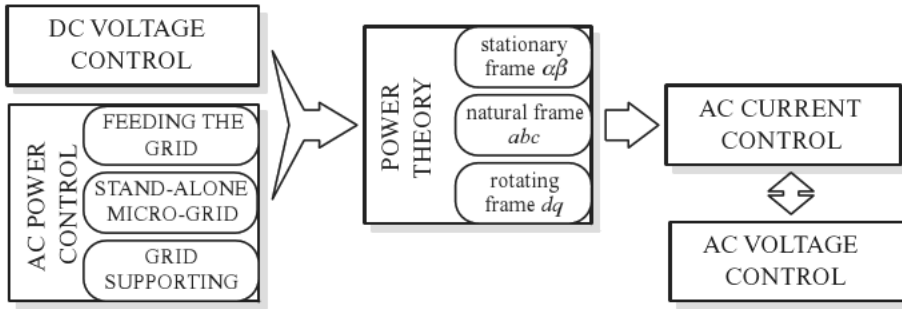 DC VOLTAGE
CONTROL
AC POWER
CONTROL
FEEDING THE
GRID
STAND-ALONE
MICRO-GRID
GRID
SUPPORTING
POWER
THEORY
stationary
frame αβ
natural frame
abc
rotating
frame dq
AC CURRENT
CONTROL
AC VOLTAGE
CONTROL